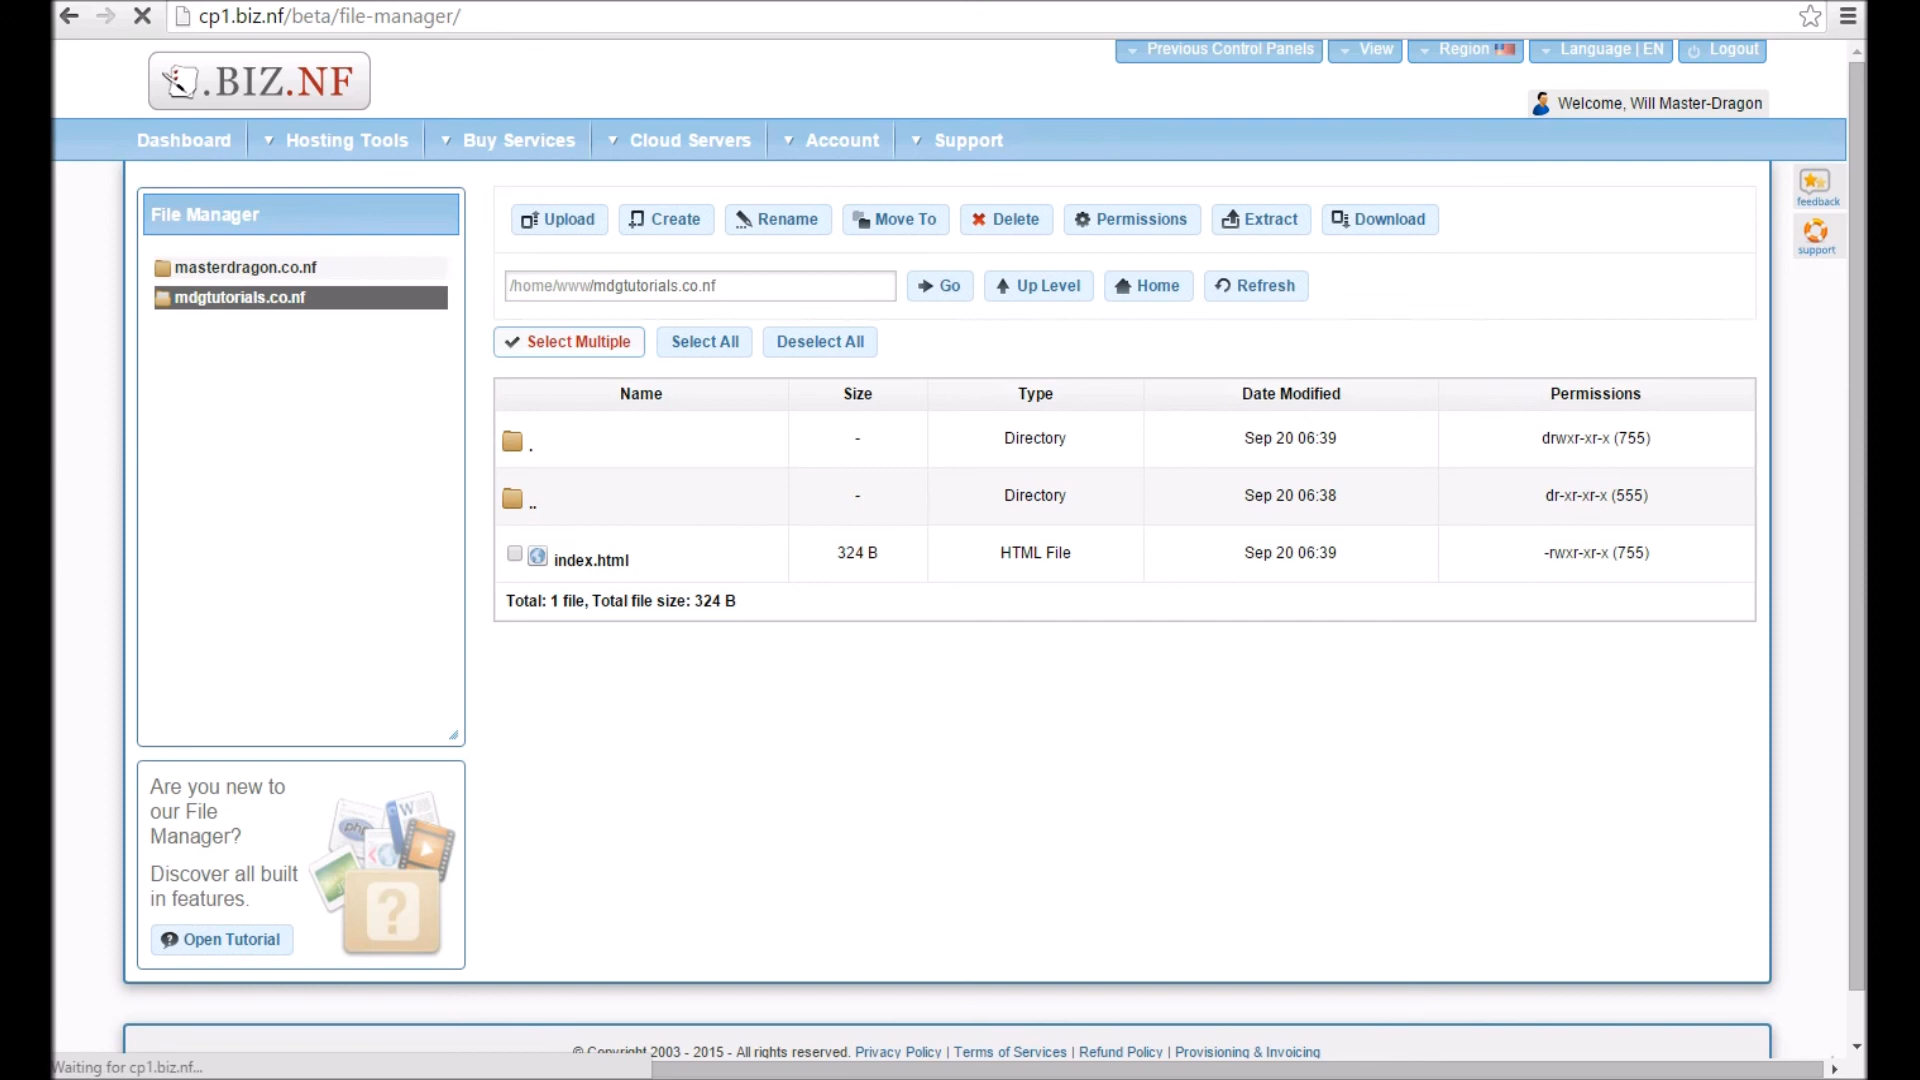 cp1.biz.nf/beta/file-manager/
Previous Control Panels View Region Language | EN Logout
.BIZ.NF
Welcome, Will Master-Dragon
Dashboard Hosting Tools Buy Services Cloud Servers Account Support
feedback
support
File Manager
masterdragon.co.nf
mdgtutorials.co.nf
Upload Create Rename Move To Delete Permissions Extract Download
/home/www/mdgtutorials.co.nf Go Up Level Home Refresh
Select Multiple Select All Deselect All
Name Size Type Date Modified Permissions
. - Directory Sep 20 06:39 drwxr-xr-x (755)
.. - Directory Sep 20 06:38 dr-xr-xr-x (555)
index.html 324 B HTML File Sep 20 06:39 -rwxr-xr-x (755)
Total: 1 file, Total file size: 324 B
Are you new to
our File
Manager?
Discover all built
in features.
Open Tutorial
W
php
?
© Copyright 2003 - 2015 - All rights reserved. Privacy Policy | Terms of Services | Refund Policy | Provisioning & Invoicing
Waiting for cp1.biz.nf...